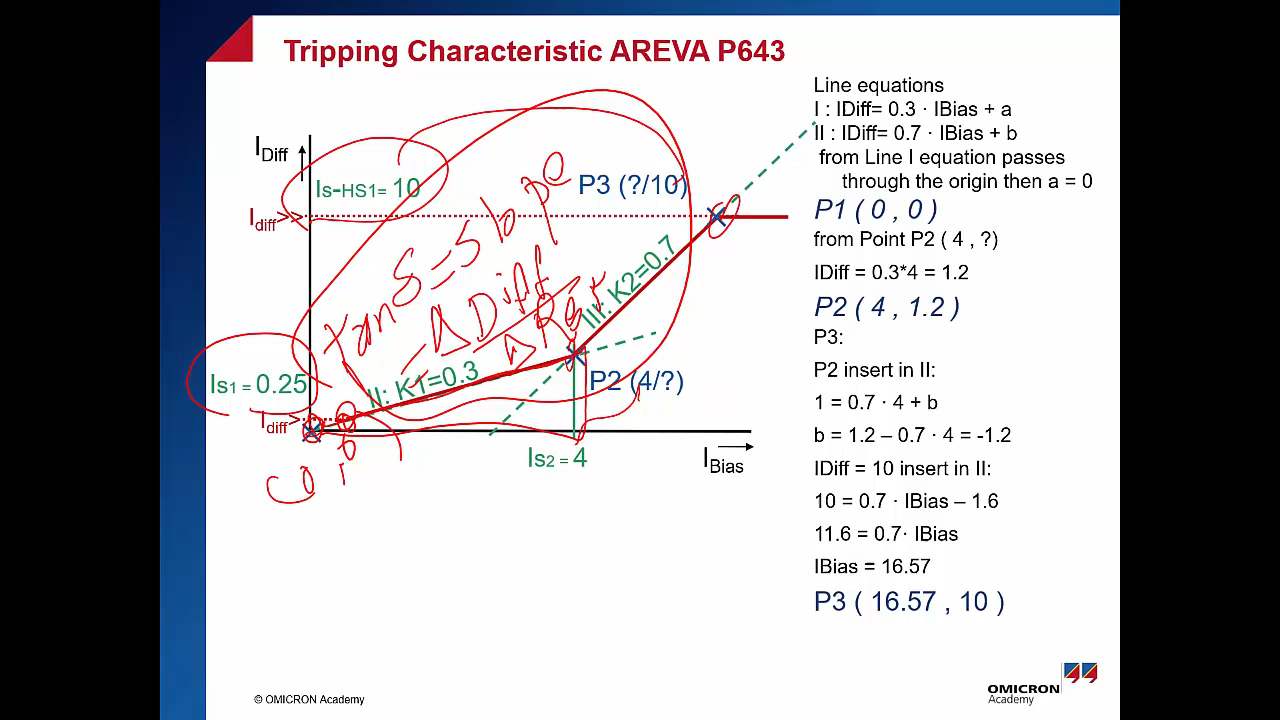 Tripping Characteristic AREVA P643
I Diff
Is-HS1= 10
Idiff>>
P3 (?/10)
tan δ = slope
= Δ Diff
Δ Rest
III: K2=0.7
II: K1=0.3
P2 (4/?)
Is1 = 0.25
Idiff>
Is2 = 4
I Bias
Line equations
I : IDiff= 0.3 · IBias + a
II : IDiff= 0.7 · IBias + b
from Line I equation passes
through the origin then a = 0
P1 ( 0 , 0 )
from Point P2 ( 4 , ?)
IDiff = 0.3*4 = 1.2
P2 ( 4 , 1.2 )
P3:
P2 insert in II:
1 = 0.7 · 4 + b
b = 1.2 – 0.7 · 4 = -1.2
IDiff = 10 insert in II:
10 = 0.7 · IBias – 1.6
11.6 = 0.7· IBias
IBias = 16.57
P3 ( 16.57 , 10 )
© OMICRON Academy
OMICRON
Academy